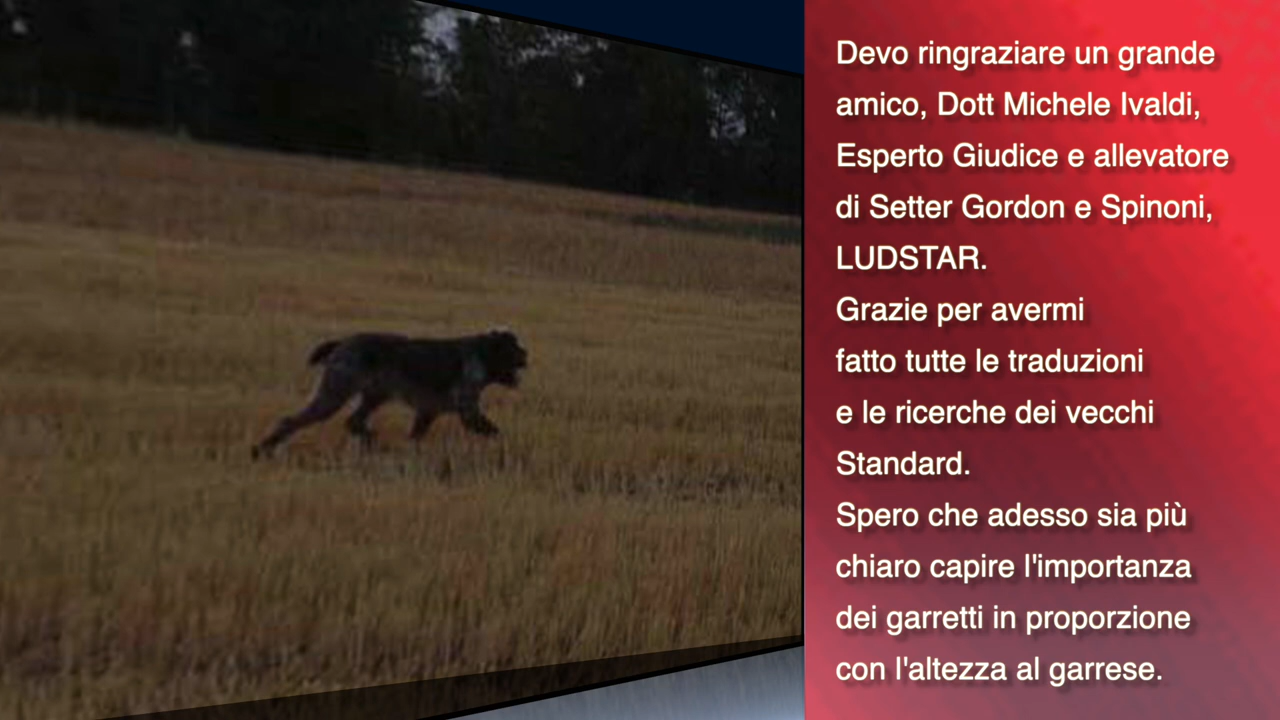 Devo ringraziare un grande
amico, Dott Michele Ivaldi,
Esperto Giudice e allevatore
di Setter Gordon e Spinoni,
LUDSTAR.
Grazie per avermi
fatto tutte le traduzioni
e le ricerche dei vecchi
Standard.
Spero che adesso sia più
chiaro capire l'importanza
dei garretti in proporzione
con l'altezza al garrese.